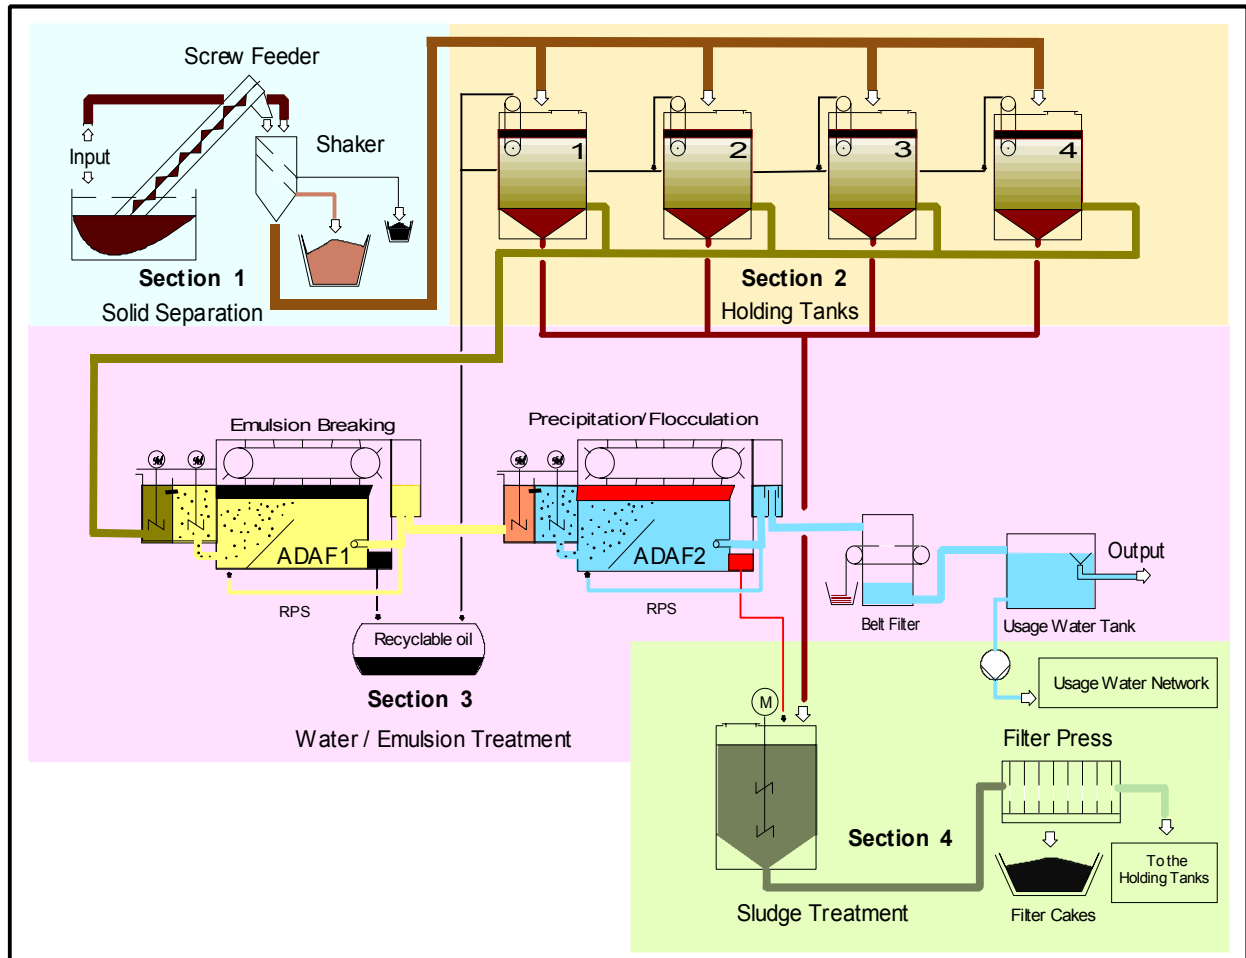 Screw Feeder
Input
Shaker
Section 1
Solid Separation
1
2
3
4
Section 2
Holding Tanks
Emulsion Breaking
Precipitation/Flocculation
ADAF1
ADAF2
RPS
RPS
Recyclable oil
Section 3
Water / Emulsion Treatment
Belt Filter
Output
Usage Water Tank
Usage Water Network
M
Filter Press
Section 4
Sludge Treatment
To the
Holding Tanks
Filter Cakes